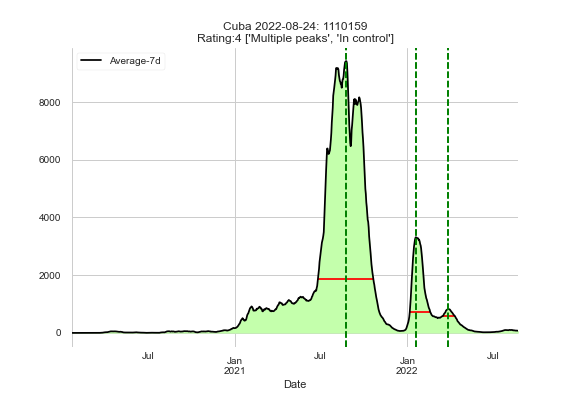 Cuba 2022-08-24: 1110159
Rating:4 ['Multiple peaks', 'In control']
Average-7d
8000
6000
4000
2000
0
Jul
Jan
2021
Jul
Jan
2022
Jul
Date